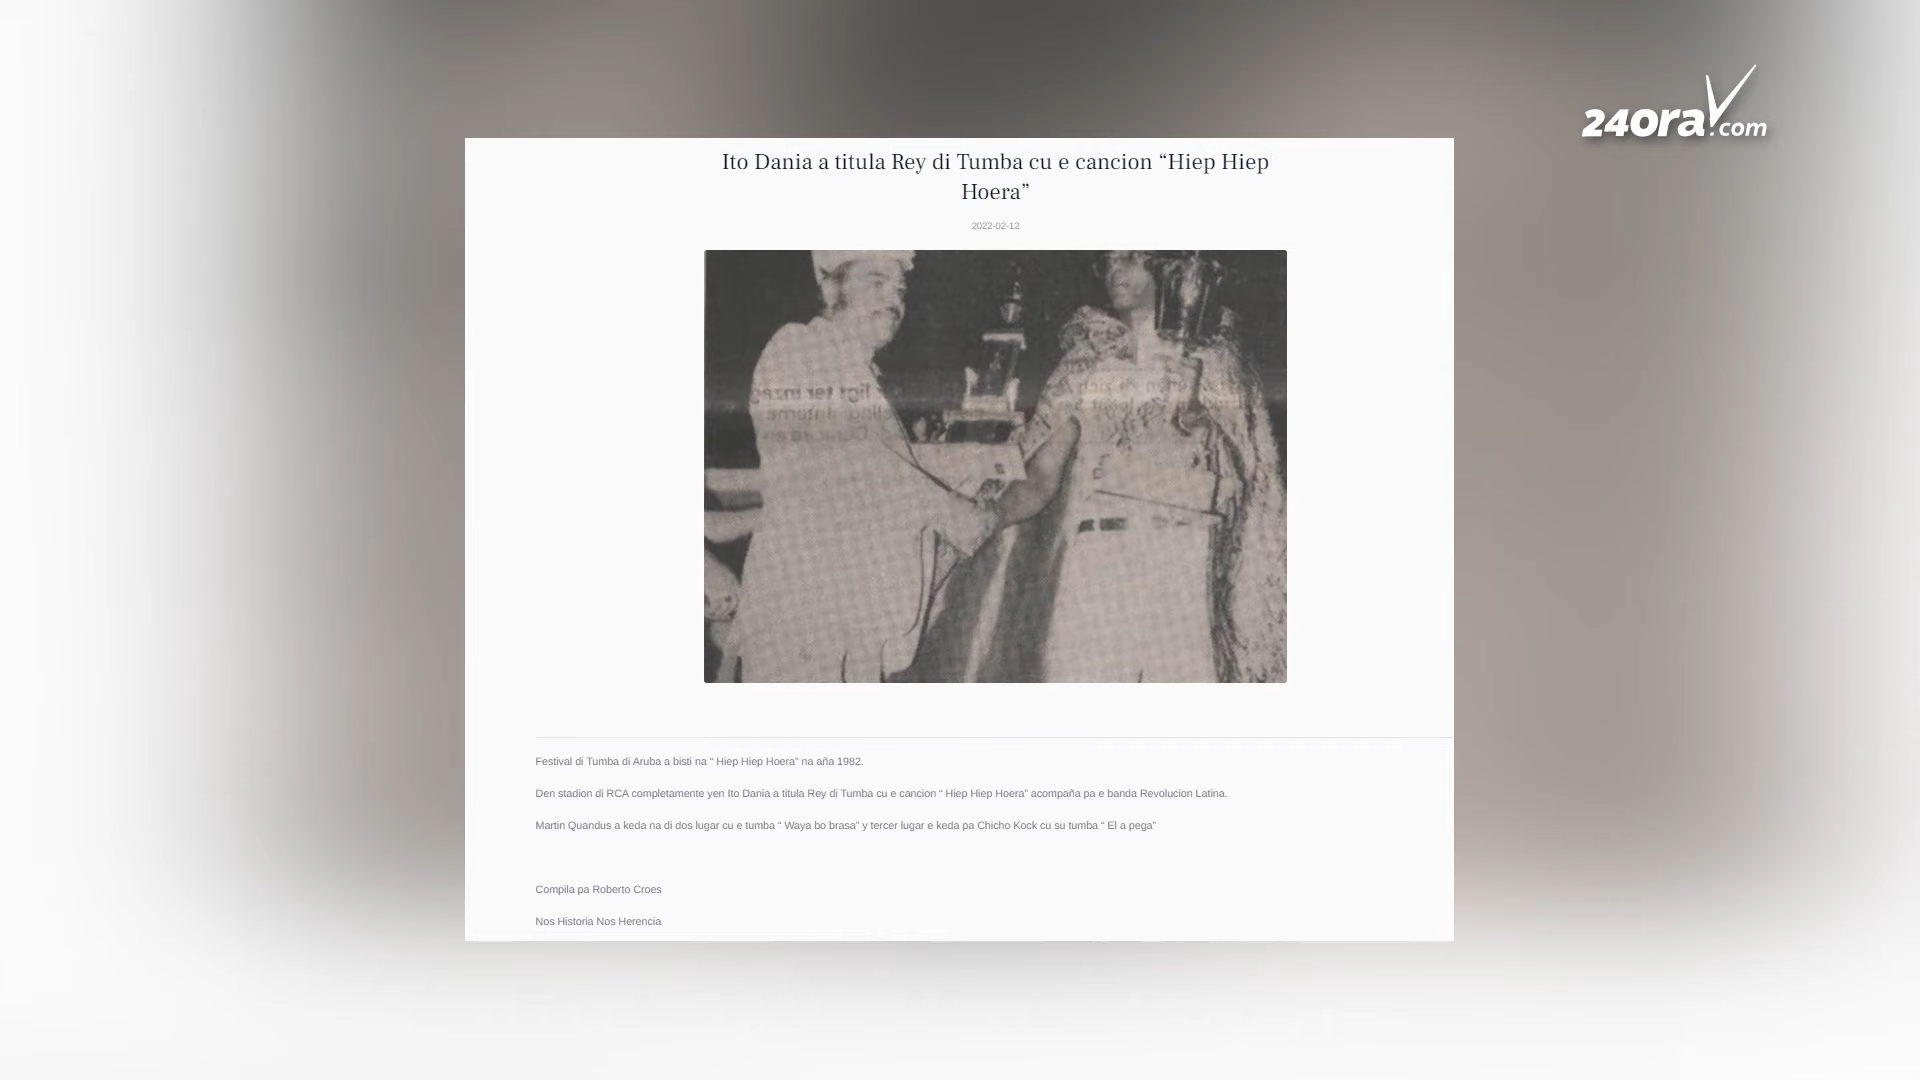 24ora.com
Ito Dania a titula Rey di Tumba cu e cancion “Hiep Hiep
Hoera”
2022-02-12
Festival di Tumba di Aruba a bisti na “ Hiep Hiep Hoera” na aña 1982.
Den stadion di RCA completamente yen Ito Dania a titula Rey di Tumba cu e cancion “ Hiep Hiep Hoera” acompaña pa e banda Revolucion Latina.
Martin Quandus a keda na di dos lugar cu e tumba “ Waya bo brasa” y tercer lugar e keda pa Chicho Kock cu su tumba “ El a pega”
Compila pa Roberto Croes
Nos Historia Nos Herencia